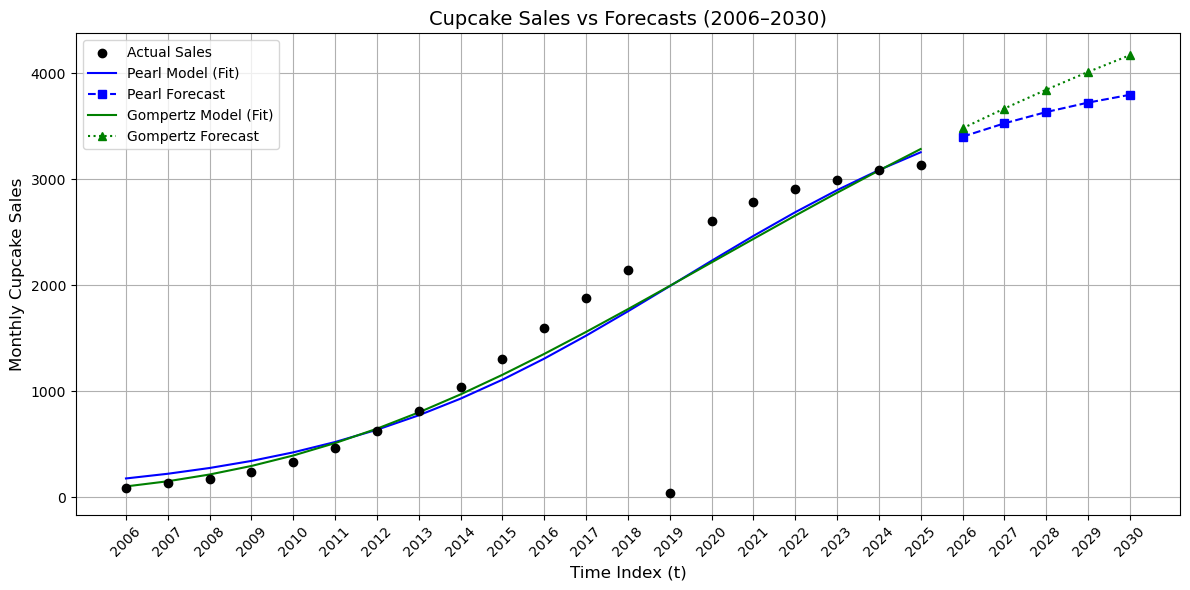 Cupcake Sales vs Forecasts (2006–2030)
Actual Sales
Pearl Model (Fit)
Pearl Forecast
Gompertz Model (Fit)
Gompertz Forecast
Monthly Cupcake Sales
4000
3000
2000
1000
0
2006 2007 2008 2009 2010 2011 2012 2013 2014 2015 2016 2017 2018 2019 2020 2021 2022 2023 2024 2025 2026 2027 2028 2029 2030
Time Index (t)